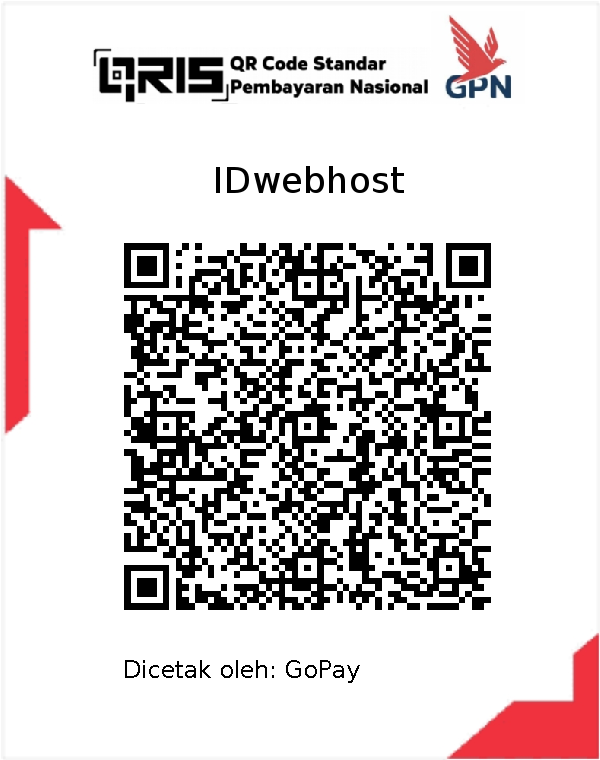 QRIS QR Code Standar
Pembayaran Nasional
GPN
IDwebhost
Dicetak oleh: GoPay